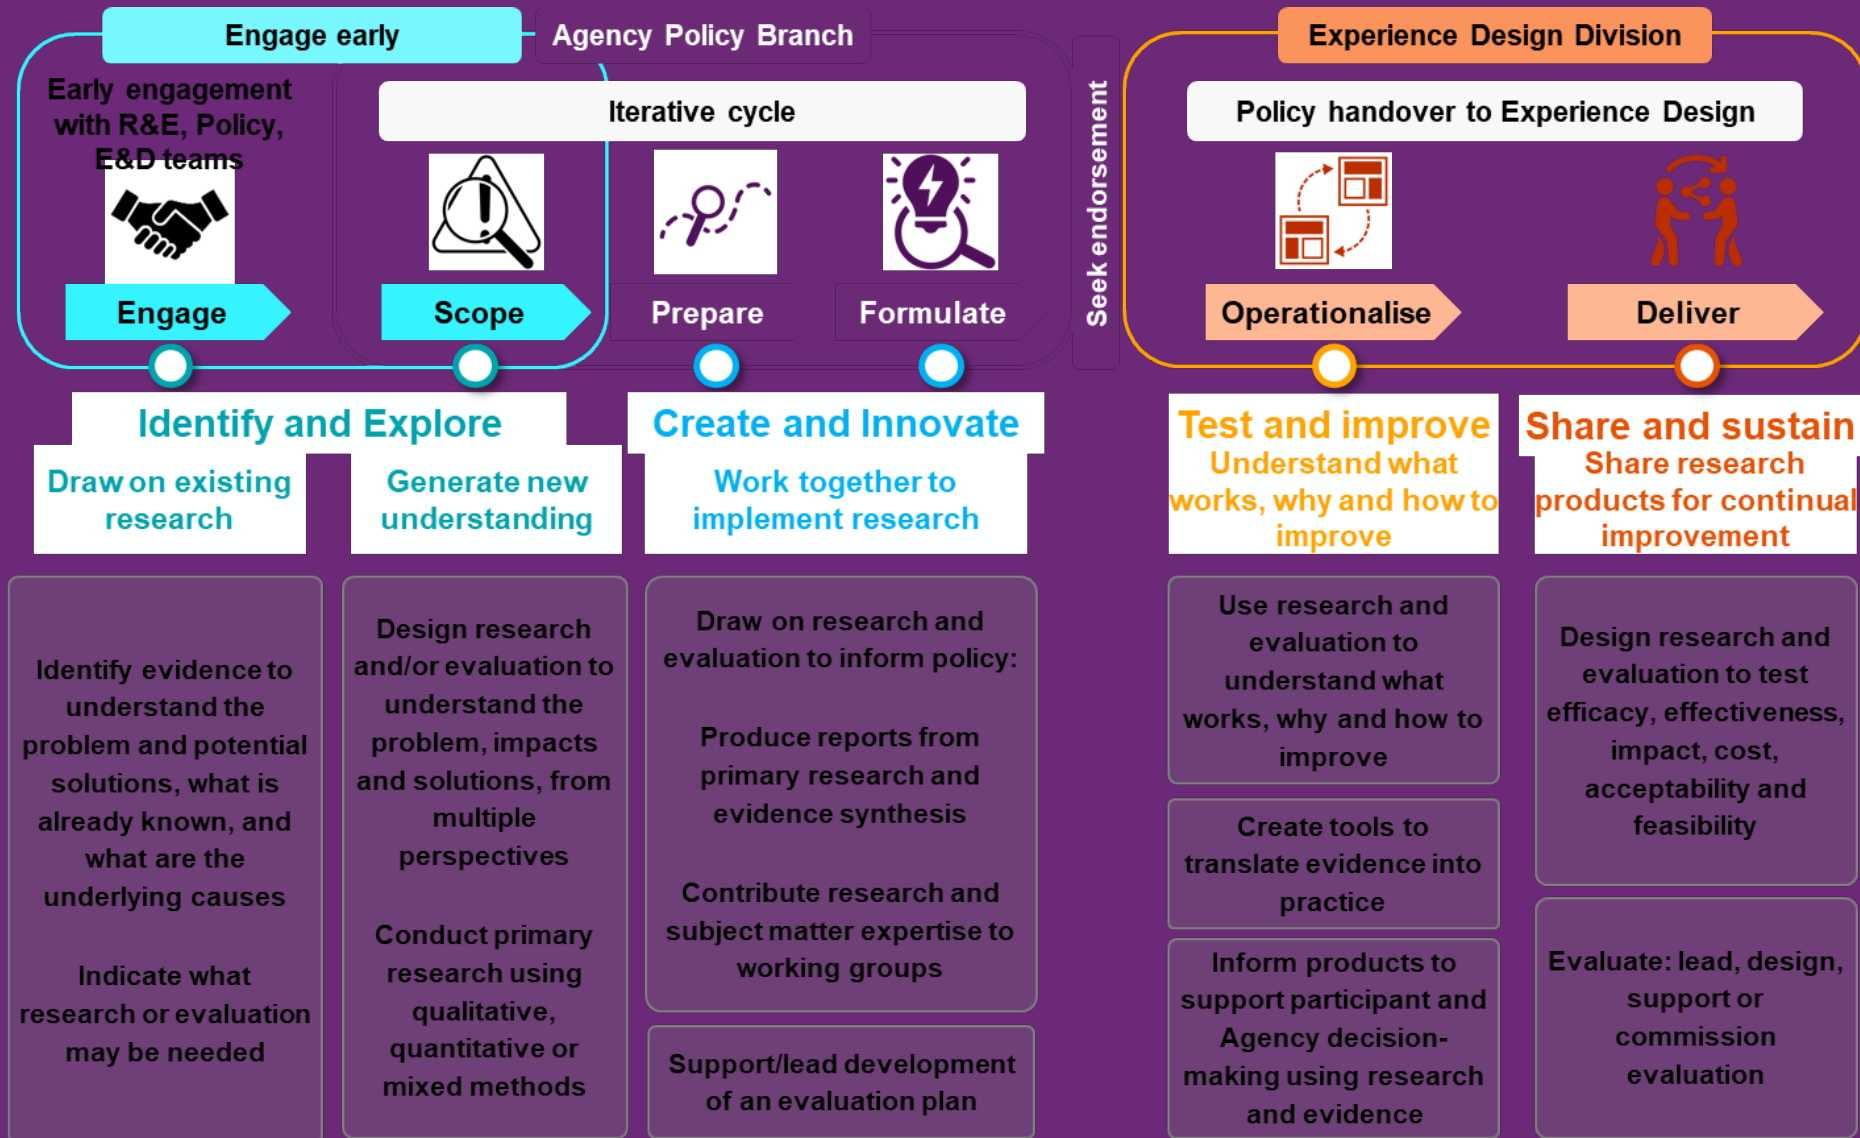 Engage early
Agency Policy Branch
Experience Design Division
Early engagement
with R&E, Policy,
E&D teams
Iterative cycle
Seek endorsement
Policy handover to Experience Design
Engage
Scope
Prepare
Formulate
Operationalise
Deliver
Identify and Explore
Draw on existing
research
Generate new
understanding
Create and Innovate
Work together to
implement research
Test and improve
Understand what
works, why and how to
improve
Share and sustain
Share research
products for continual
improvement
Identify evidence to
understand the
problem and potential
solutions, what is
already known, and
what are the
underlying causes
Indicate what
research or evaluation
may be needed
Design research
and/or evaluation to
understand the
problem, impacts
and solutions, from
multiple
perspectives
Conduct primary
research using
qualitative,
quantitative or
mixed methods
Draw on research and
evaluation to inform policy:
Produce reports from
primary research and
evidence synthesis
Contribute research and
subject matter expertise to
working groups
Support/lead development
of an evaluation plan
Use research and
evaluation to
understand what
works, why and how to
improve
Create tools to
translate evidence into
practice
Inform products to
support participant and
Agency decision-
making using research
and evidence
Design research and
evaluation to test
efficacy, effectiveness,
impact, cost,
acceptability and
feasibility
Evaluate: lead, design,
support or
commission
evaluation